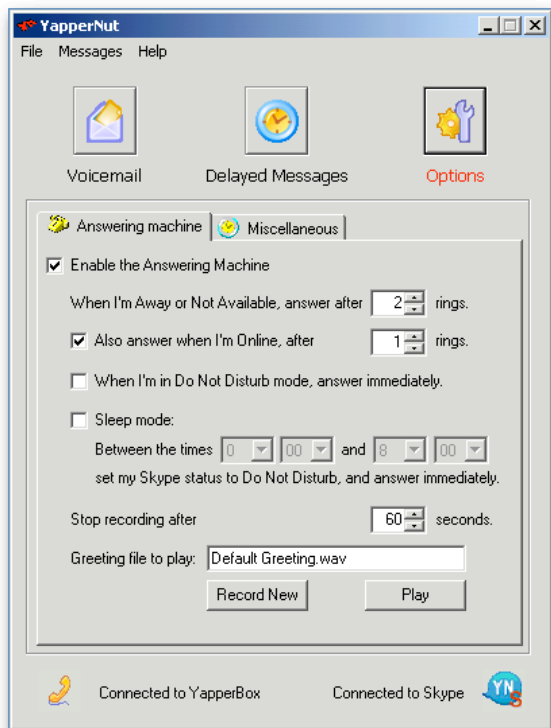 YapperNut
File Messages Help
Voicemail Delayed Messages Options
Answering machine Miscellaneous
Enable the Answering Machine
When I'm Away or Not Available, answer after 2 rings.
Also answer when I'm Online, after 1 rings.
When I'm in Do Not Disturb mode, answer immediately.
Sleep mode:
Between the times 0 00 and 8 00
set my Skype status to Do Not Disturb, and answer immediately.
Stop recording after 60 seconds.
Greeting file to play: Default Greeting.wav
Record New Play
Connected to YapperBox Connected to Skype YN S